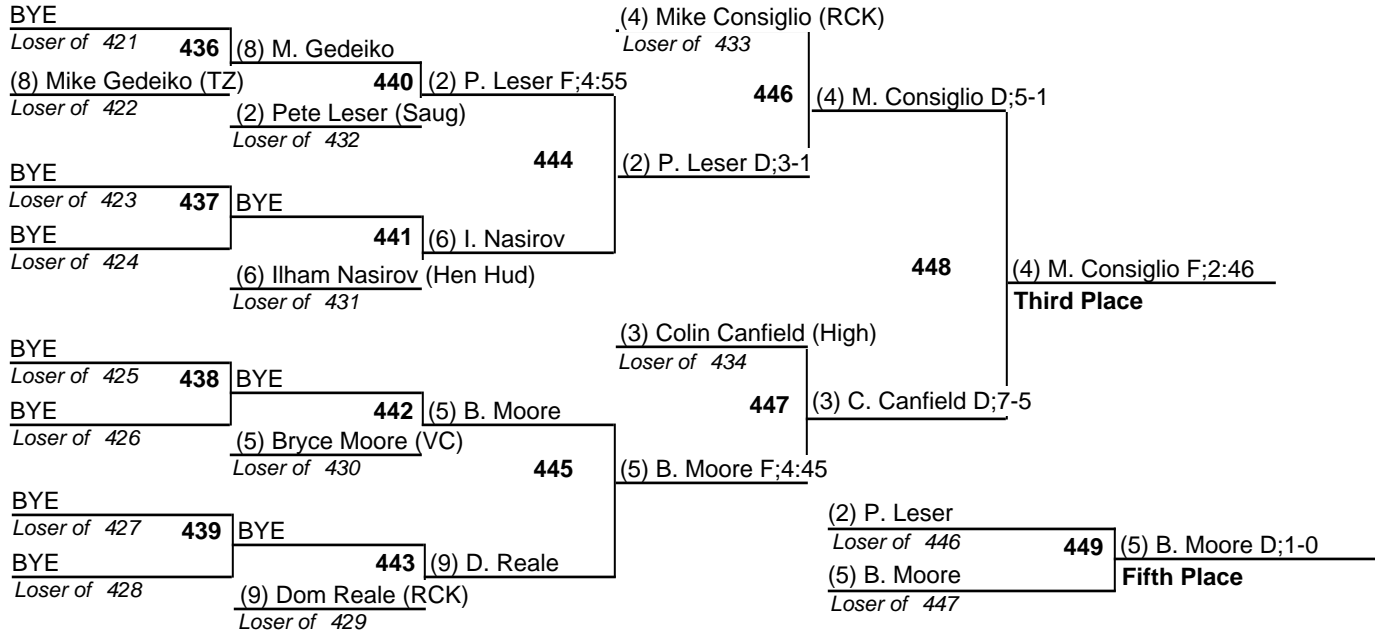 BYE
Loser of 421
436
(8) M. Gedeiko
(8) Mike Gedeiko (TZ)
Loser of 422
440
(2) P. Leser F;4:55
(2) Pete Leser (Saug)
Loser of 432
444
BYE
Loser of 423
437
BYE
BYE
Loser of 424
441
(6) I. Nasirov
(6) Ilham Nasirov (Hen Hud)
Loser of 431
(4) Mike Consiglio (RCK)
Loser of 433
446
(4) M. Consiglio D;5-1
(2) P. Leser D;3-1
448
(4) M. Consiglio F;2:46
Third Place
BYE
Loser of 425
438
BYE
BYE
Loser of 426
442
(5) B. Moore
(5) Bryce Moore (VC)
Loser of 430
445
(3) Colin Canfield (High)
Loser of 434
447
(3) C. Canfield D;7-5
(5) B. Moore F;4:45
BYE
Loser of 427
439
BYE
BYE
Loser of 428
443
(9) D. Reale
(9) Dom Reale (RCK)
Loser of 429
(2) P. Leser
Loser of 446
449
(5) B. Moore D;1-0
(5) B. Moore
Fifth Place
Loser of 447